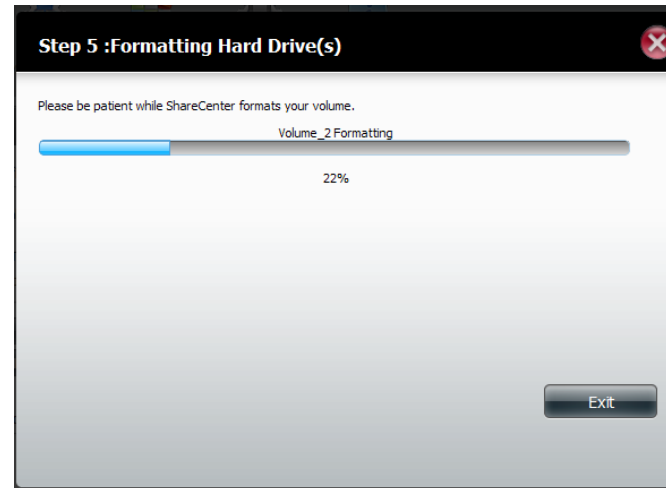 Step 5 :Formatting Hard Drive(s)
Please be patient while ShareCenter formats your volume.
Volume_2 Formatting
22%
Exit